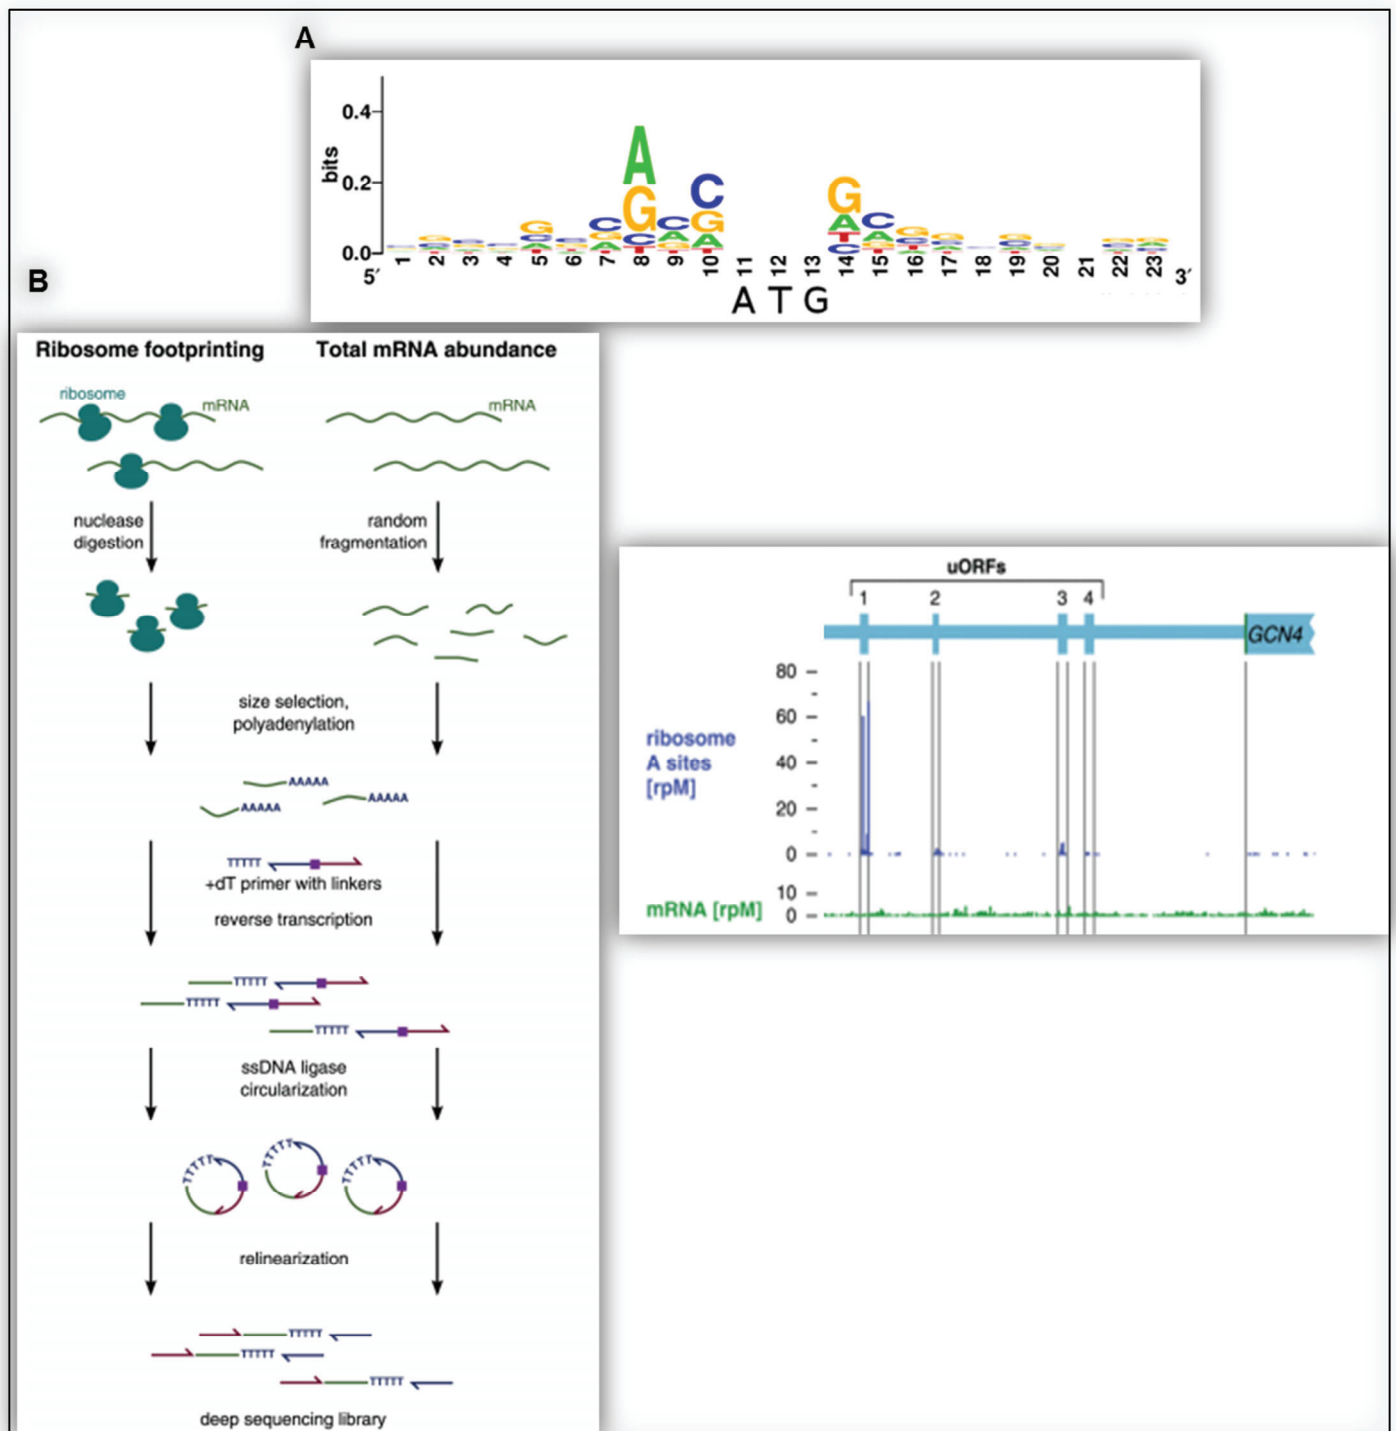 A
0.4
bits
0.2
0.0
5′
1 2 3 4 5 6 7 8 9 10 11 12 13 14 15 16 17 18 19 20 21 22 23
3′
A T G
A
G
C
T
C
A
G
C
G
A
C
G
A
G
A
T
C
C
A
G
B
Ribosome footprinting
Total mRNA abundance
ribosome
mRNA
mRNA
nuclease
digestion
random
fragmentation
size selection,
polyadenylation
AAAAA
AAAAA
AAAAA
TTTTT
+dT primer with linkers
reverse transcription
TTTTT
TTTTT
TTTTT
ssDNA ligase
circularization
TTTTT
TTTTT
TTTTT
relinearization
TTTTT
TTTTT
TTTTT
deep sequencing library
uORFs
1 2 3 4
GCN4
80
60
ribosome
A sites
[rpM]
40
20
0
mRNA [rpM]
10
0